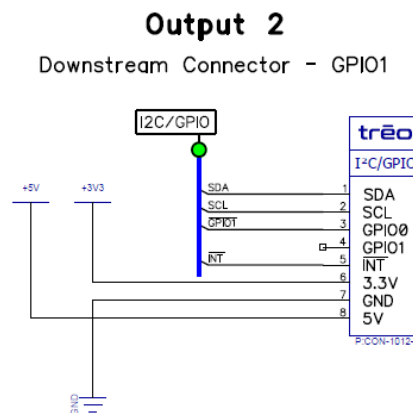 Output 2
Downstream Connector - GPIO1
I2C/GPIO
trēo
I²C/GPIO
+5V
+3V3
SDA
SCL
GPIO1
INT
1
2
3
4
5
6
7
8
SDA
SCL
GPIO0
GPIO1
INT
3.3V
GND
5V
P:CON-1012-
GND